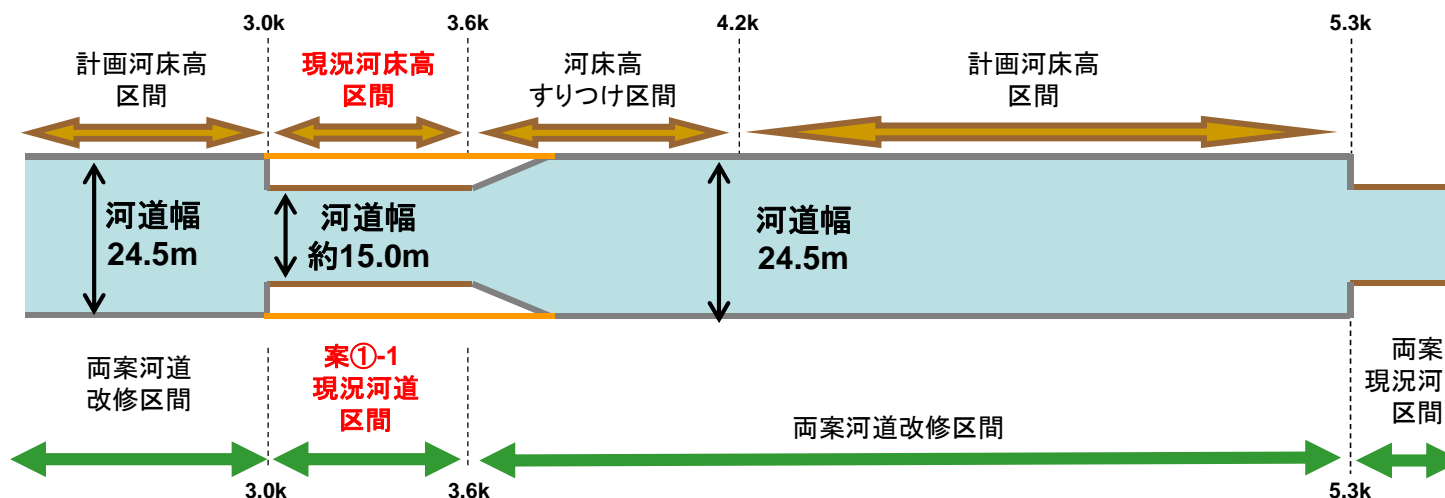 3.0k
3.6k
4.2k
5.3k
計画河床高
区間
現況河床高
区間
河床高
すりつけ区間
計画河床高
区間
河道幅
24.5m
河道幅
約15.0m
河道幅
24.5m
両案河道
改修区間
案①-1
現況河道
区間
両案河道改修区間
両案
現況河
区間
3.0k
3.6k
5.3k